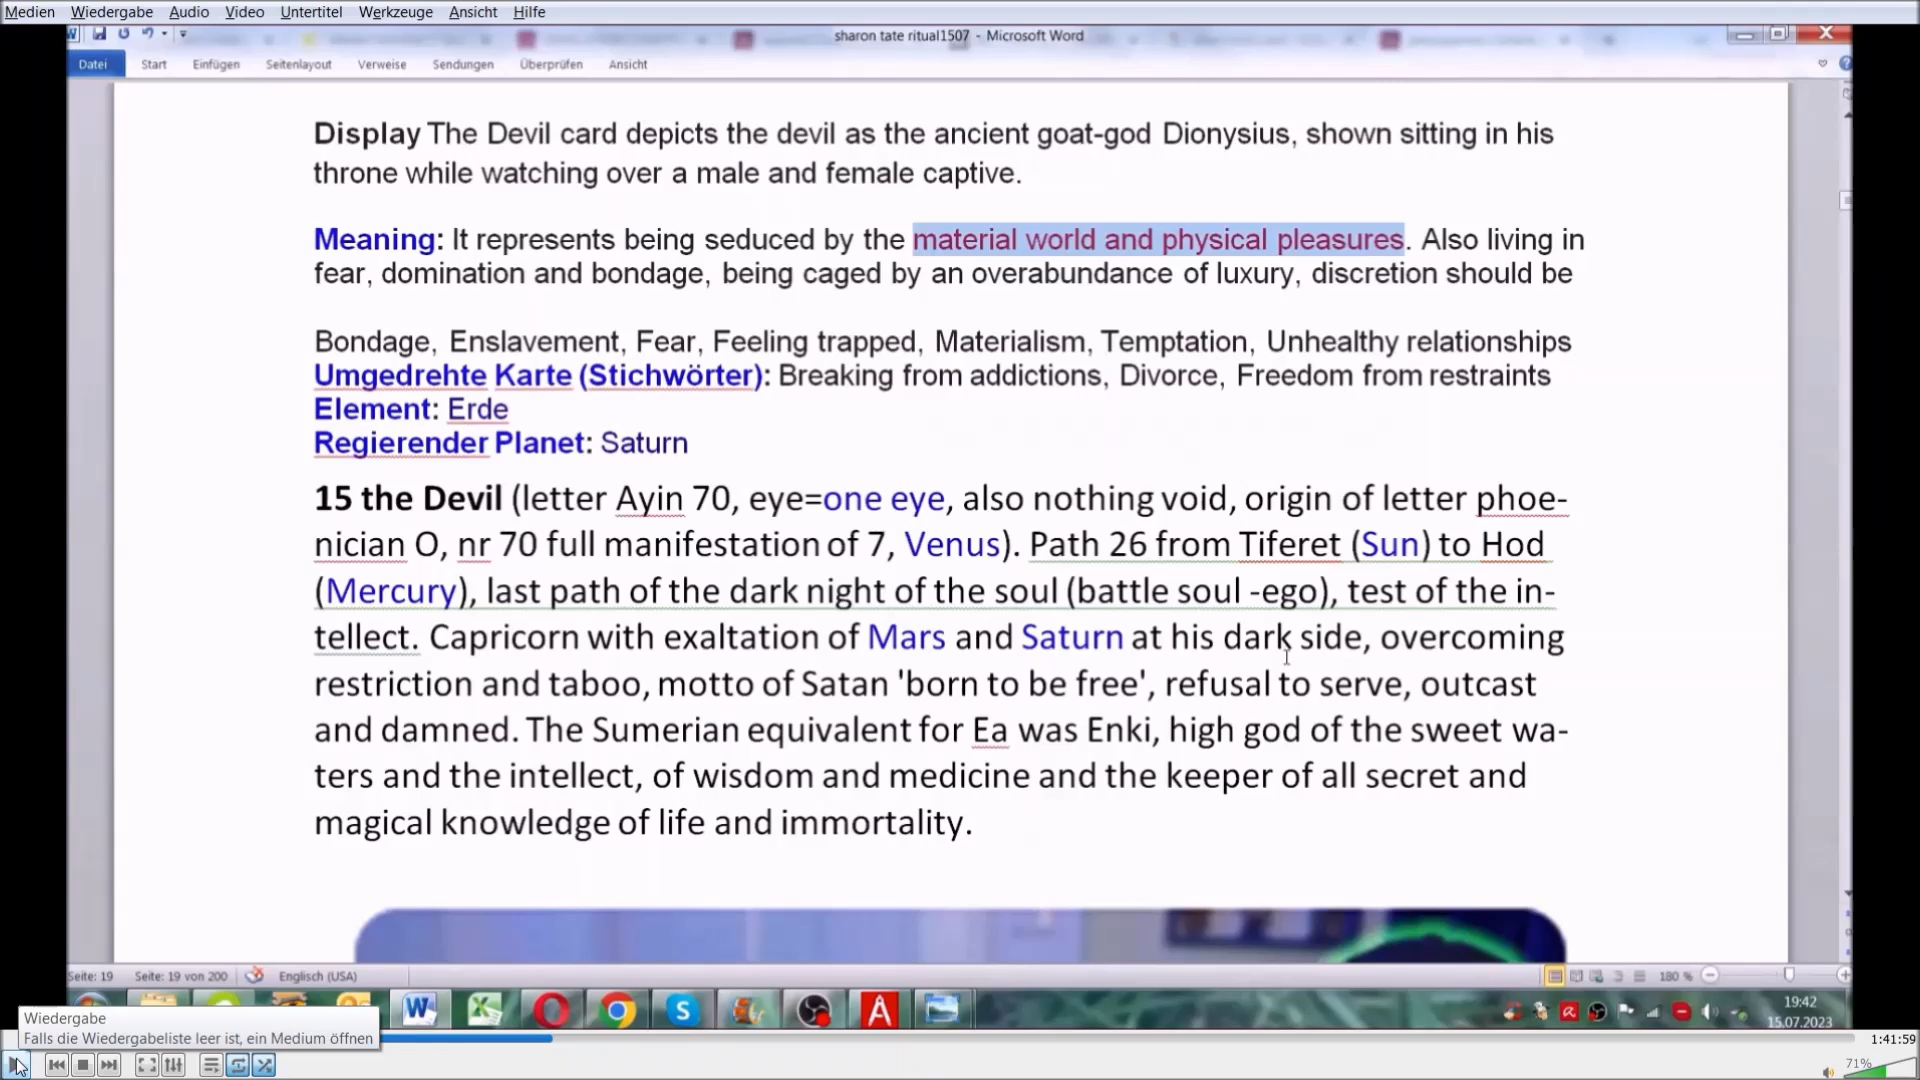 Medien Wiedergabe Audio Video Untertitel Werkzeuge Ansicht Hilfe
sharon tate ritual1507 - Microsoft Word
Datei Start Einfügen Seitenlayout Verweise Sendungen Überprüfen Ansicht
Display The Devil card depicts the devil as the ancient goat-god Dionysius, shown sitting in his
throne while watching over a male and female captive.
Meaning: It represents being seduced by the material world and physical pleasures. Also living in
fear, domination and bondage, being caged by an overabundance of luxury, discretion should be
Bondage, Enslavement, Fear, Feeling trapped, Materialism, Temptation, Unhealthy relationships
Umgedrehte Karte (Stichwörter): Breaking from addictions, Divorce, Freedom from restraints
Element: Erde
Regierender Planet: Saturn
15 the Devil (letter Ayin 70, eye=one eye, also nothing void, origin of letter phoe-
nician O, nr 70 full manifestation of 7, Venus). Path 26 from Tiferet (Sun) to Hod
(Mercury), last path of the dark night of the soul (battle soul -ego), test of the in-
tellect. Capricorn with exaltation of Mars and Saturn at his dark side, overcoming
restriction and taboo, motto of Satan 'born to be free', refusal to serve, outcast
and damned. The Sumerian equivalent for Ea was Enki, high god of the sweet wa-
ters and the intellect, of wisdom and medicine and the keeper of all secret and
magical knowledge of life and immortality.
Seite: 19 Seite: 19 von 200 Englisch (USA) 180 %
19:42
15.07.2023
Wiedergabe
Falls die Wiedergabeliste leer ist, ein Medium öffnen
1:41:59
71%